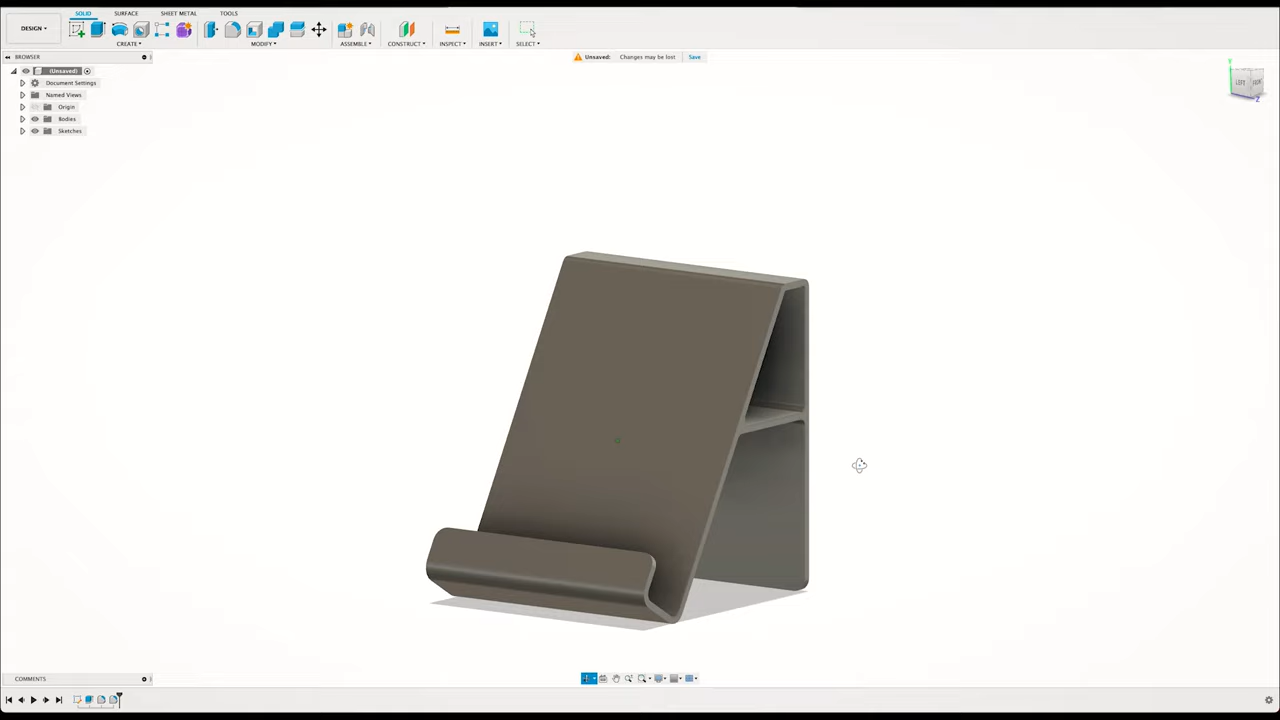 SOLID SURFACE SHEET METAL TOOLS
DESIGN
CREATE MODIFY ASSEMBLE CONSTRUCT INSPECT INSERT SELECT
BROWSER
Unsaved: Changes may be lost Save
(Unsaved)
Document Settings
Named Views
Origin
Bodies
Sketches
Y
LEFT
Z
COMMENTS